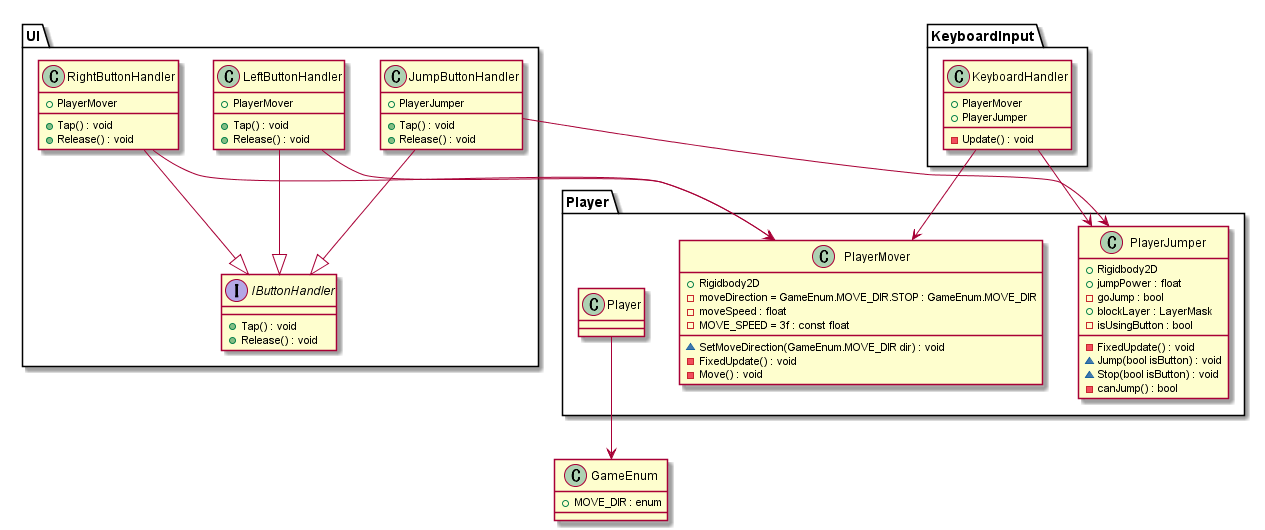 UI
C RightButtonHandler
PlayerMover
Tap() : void
Release() : void
C LeftButtonHandler
PlayerMover
Tap() : void
Release() : void
C JumpButtonHandler
PlayerJumper
Tap() : void
Release() : void
I IButtonHandler
Tap() : void
Release() : void
KeyboardInput
C KeyboardHandler
PlayerMover
PlayerJumper
Update() : void
Player
C Player
C PlayerMover
Rigidbody2D
moveDirection = GameEnum.MOVE_DIR.STOP : GameEnum.MOVE_DIR
moveSpeed : float
MOVE_SPEED = 3f : const float
SetMoveDirection(GameEnum.MOVE_DIR dir) : void
FixedUpdate() : void
Move() : void
C PlayerJumper
Rigidbody2D
jumpPower : float
goJump : bool
blockLayer : LayerMask
isUsingButton : bool
FixedUpdate() : void
Jump(bool isButton) : void
Stop(bool isButton) : void
canJump() : bool
C GameEnum
MOVE_DIR : enum